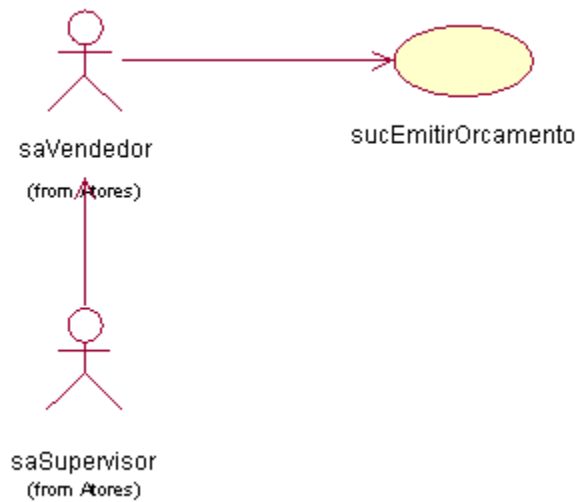 saVendedor
(from Atores)
sucEmitirOrcamento
saSupervisor
(from Atores)